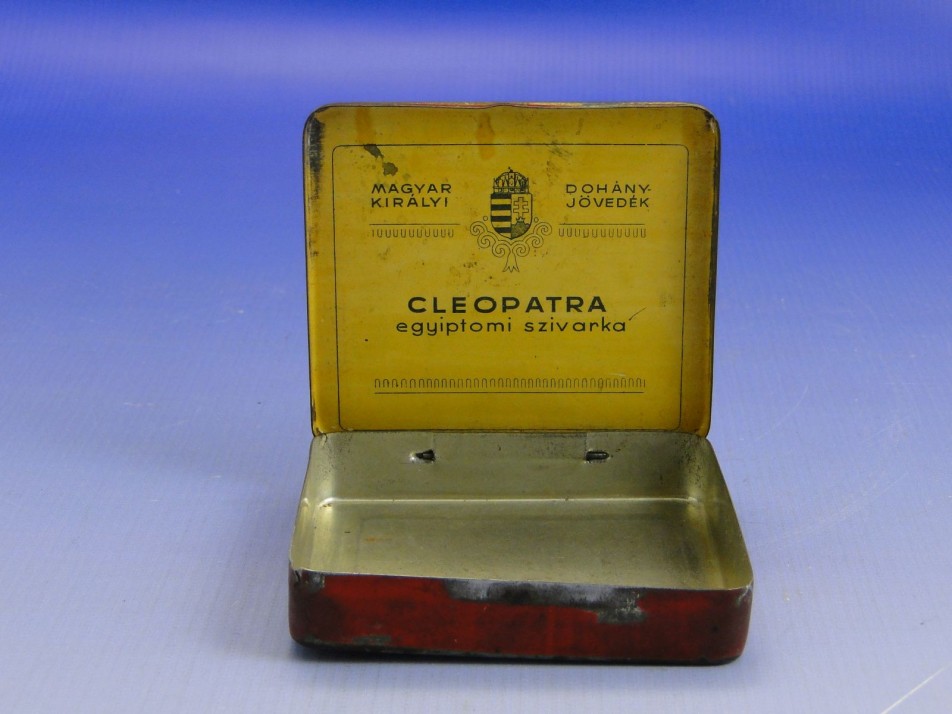 MAGYAR
KIRÁLYI
DOHÁNY-
JÖVEDÉK
CLEOPATRA
egyiptomi szivarka